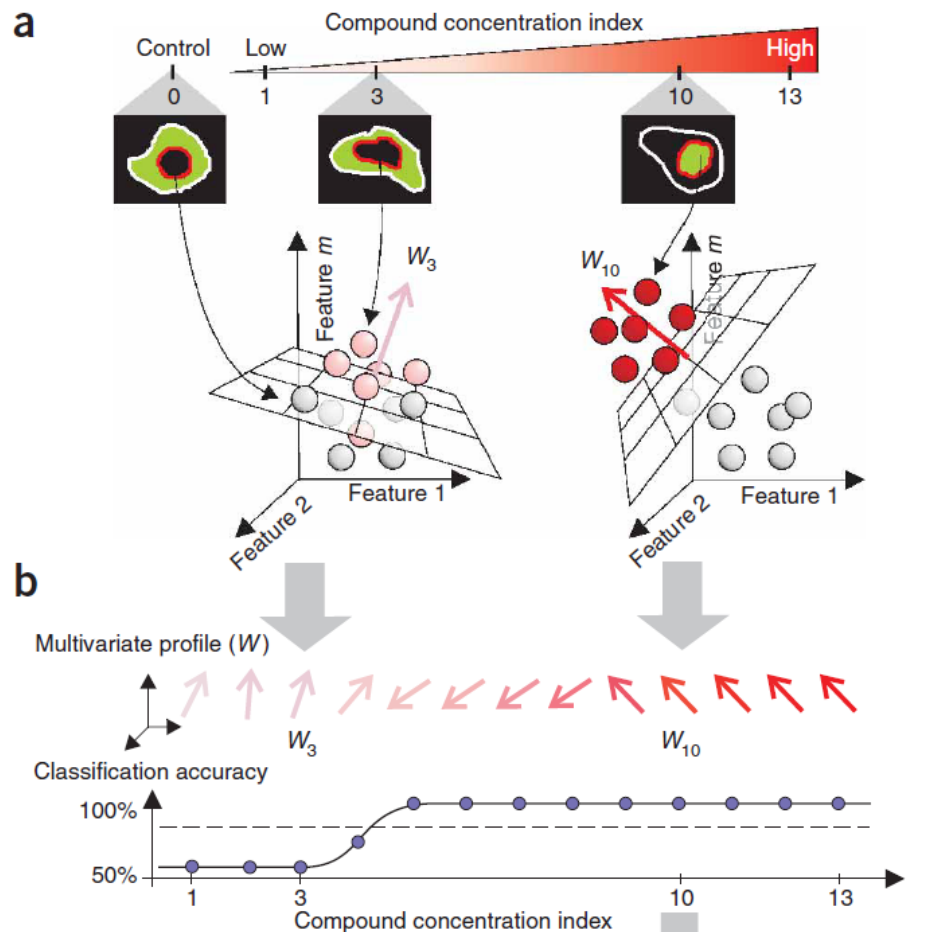 a
Compound concentration index
Control Low High
0 1 3 10 13
Feature m
W3
Feature 1
Feature 2
W10
Feature m
Feature 1
Feature 2
b
Multivariate profile (W)
W3 W10
Classification accuracy
100%
50%
1 3 10 13
Compound concentration index